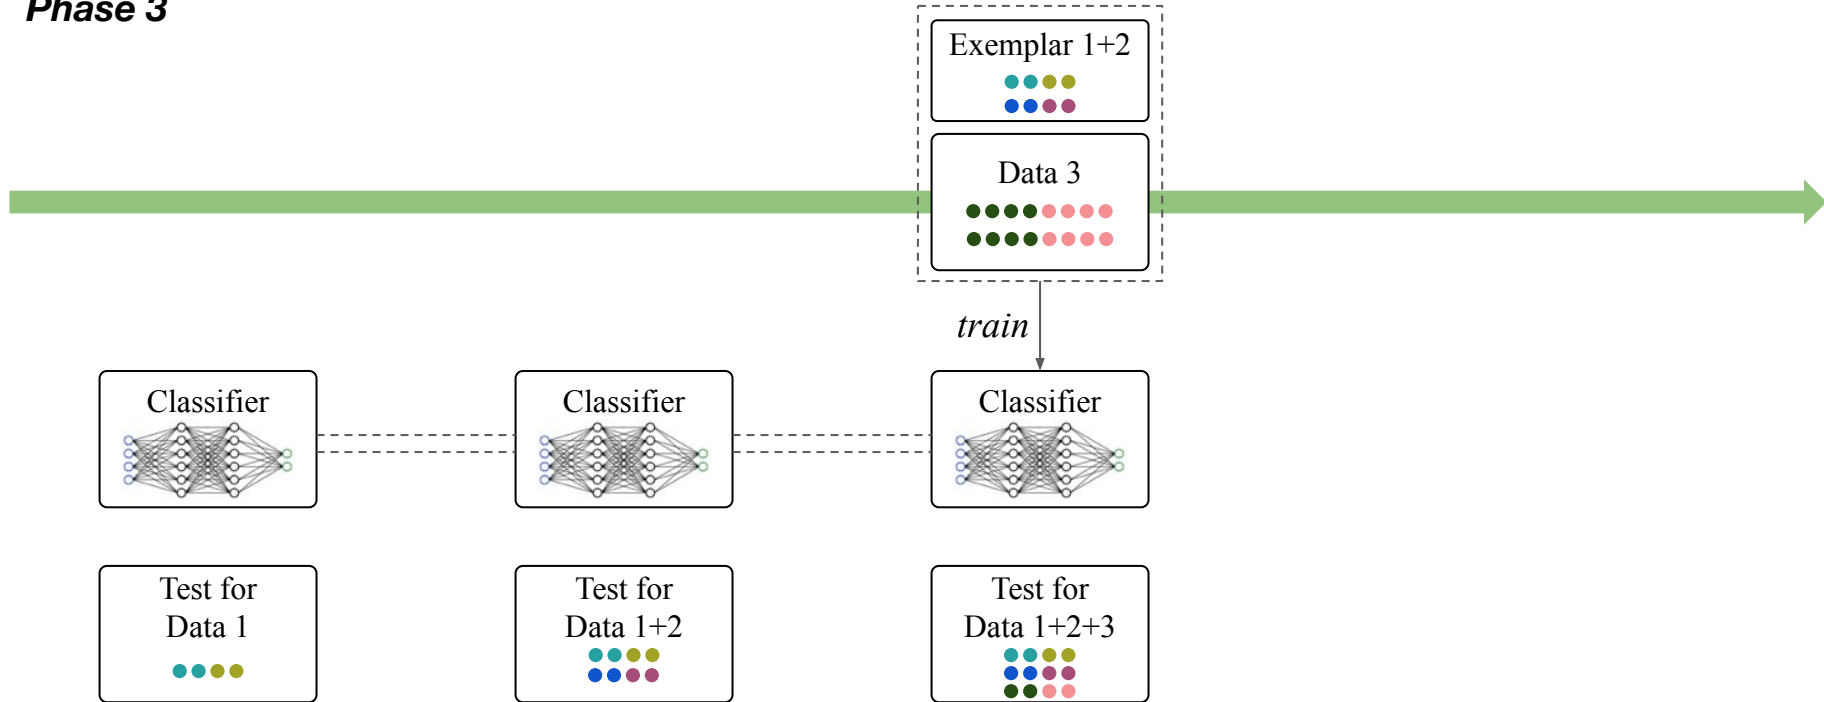 Phase 3
Exemplar 1+2
Data 3
train
Classifier
Classifier
Classifier
Test for
Data 1
Test for
Data 1+2
Test for
Data 1+2+3